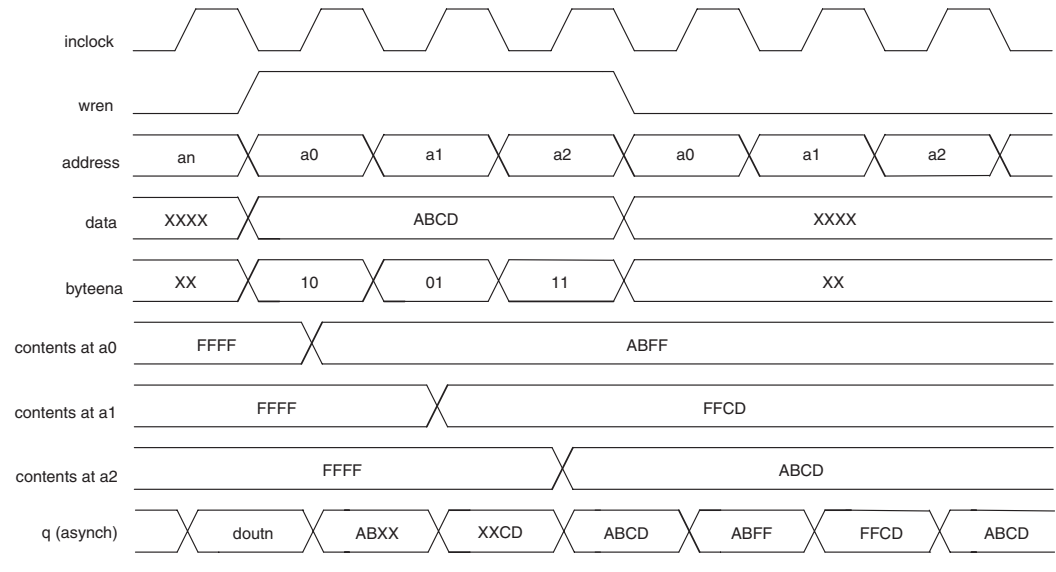 inclock
wren
address an a0 a1 a2 a0 a1 a2
data XXXX ABCD XXXX
byteena XX 10 01 11 XX
contents at a0 FFFF ABFF
contents at a1 FFFF FFCD
contents at a2 FFFF ABCD
q (asynch) doutn ABXX XXCD ABCD ABFF FFCD ABCD